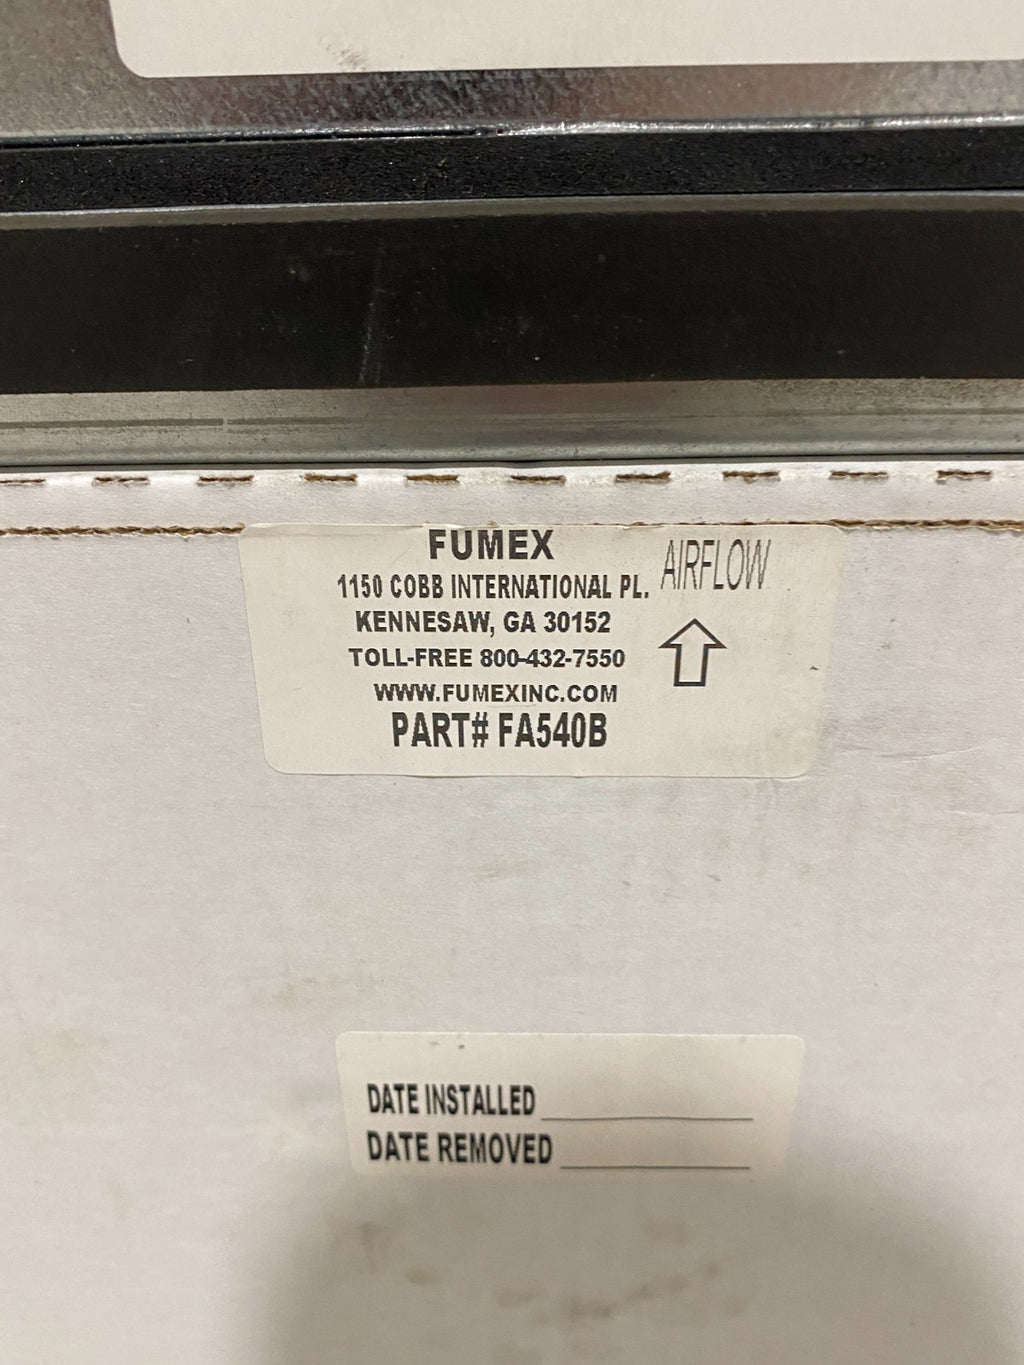 FUMEX
1150 COBB INTERNATIONAL PL.
KENNESAW, GA 30152
TOLL-FREE 800-432-7550
WWW.FUMEXINC.COM
PART# FA540B
AIRFLOW
DATE INSTALLED
DATE REMOVED